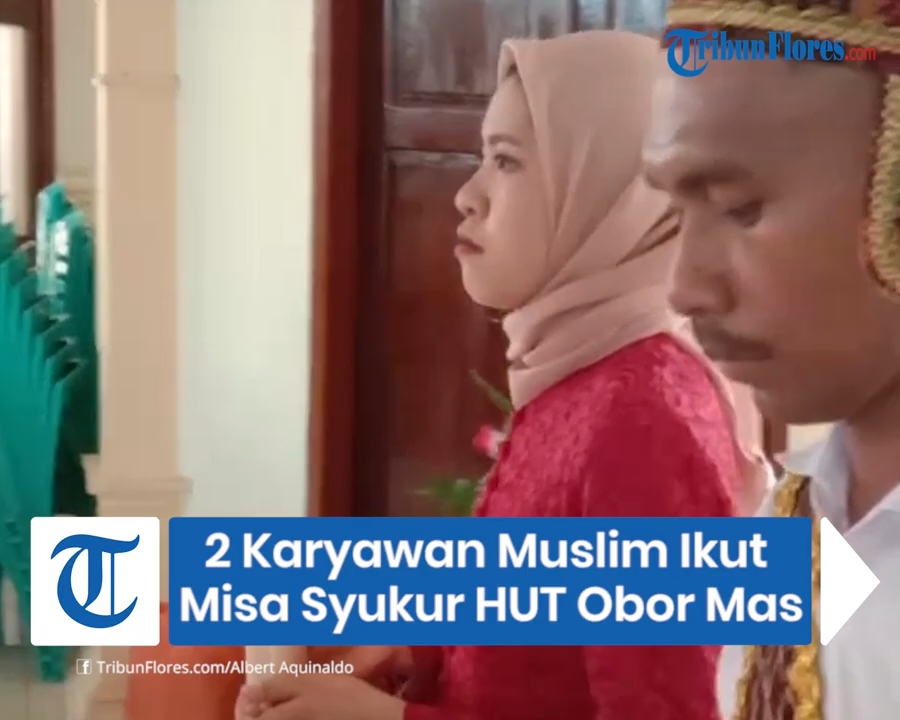 TribunFlores.com
2 Karyawan Muslim Ikut
Misa Syukur HUT Obor Mas
TribunFlores.com/Albert Aquinaldo